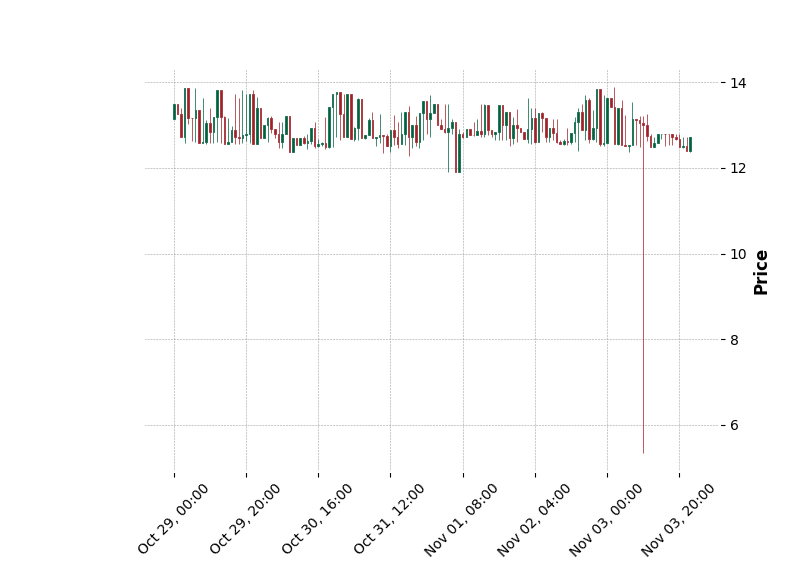 14
12
10
8
6
Price
Oct 29, 00:00
Oct 29, 20:00
Oct 30, 16:00
Oct 31, 12:00
Nov 01, 08:00
Nov 02, 04:00
Nov 03, 00:00
Nov 03, 20:00